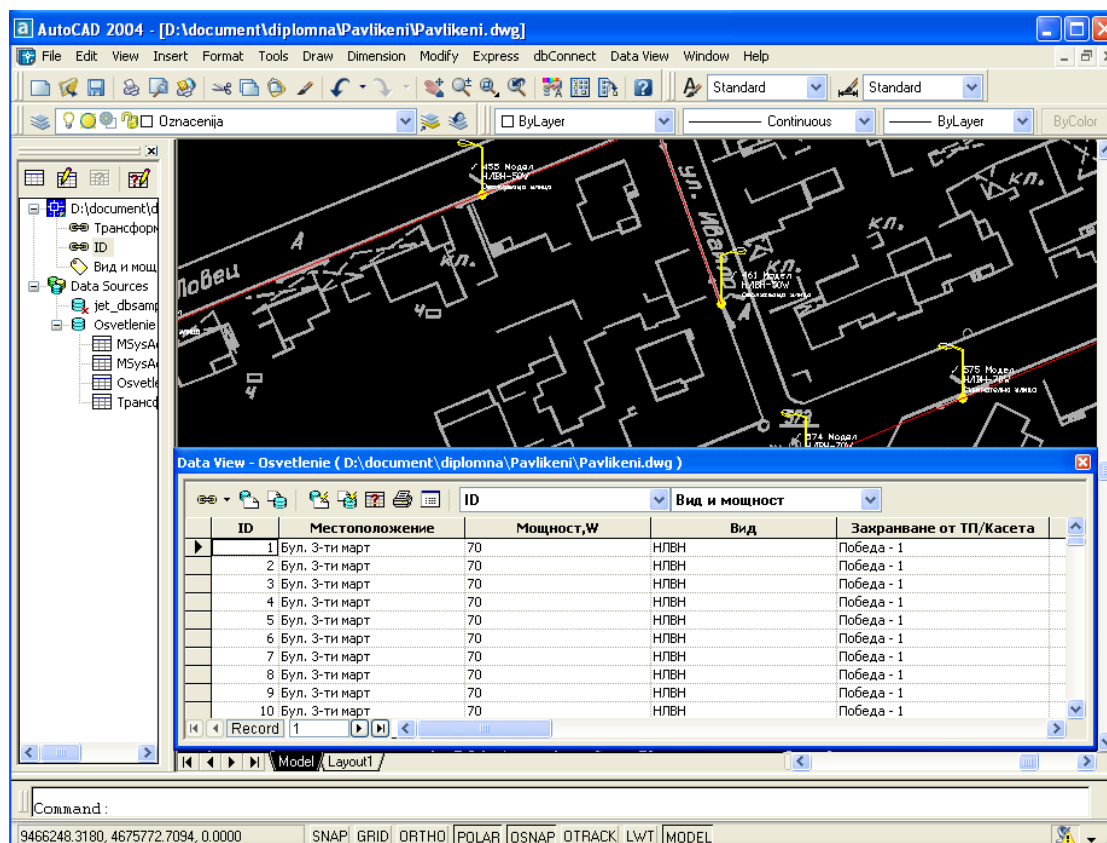 AutoCAD 2004 - [D:\document\diplomna\Pavlikeni\Pavlikeni.dwg]
File Edit View Insert Format Tools Draw Dimension Modify Express dbConnect Data View Window Help
Standard Standard
Oznacenija ByLayer Continuous ByLayer ByColor
D:\document\d
Трансформ
ID
Вид и мощ
Data Sources
jet_dbsamp
Osvetlenie
MSysA
MSysA
Osvetle
Трансф
455 Модел
НЛВН-50W
А
кл.
Ловец
ч
ч
ул. Иван
кл.
461 Модел
НЛВН-50W
А
кл.
кл.
575 Модел
НЛВН-70W
572
574 Модел
НЛВН-70W
Data View - Osvetlenie ( D:\document\diplomna\Pavlikeni\Pavlikeni.dwg )
ID Вид и мощност
ID Местоположение Мощност,W Вид Захранване от ТП/Касета
1 Бул. 3-ти март 70 НЛВН Победа - 1
2 Бул. 3-ти март 70 НЛВН Победа - 1
3 Бул. 3-ти март 70 НЛВН Победа - 1
4 Бул. 3-ти март 70 НЛВН Победа - 1
5 Бул. 3-ти март 70 НЛВН Победа - 1
6 Бул. 3-ти март 70 НЛВН Победа - 1
7 Бул. 3-ти март 70 НЛВН Победа - 1
8 Бул. 3-ти март 70 НЛВН Победа - 1
9 Бул. 3-ти март 70 НЛВН Победа - 1
10 Бул. 3-ти март 70 НЛВН Победа - 1
Record 1
Model Layout1
Command:
9466248.3180, 4675772.7094, 0.0000 SNAP GRID ORTHO POLAR OSNAP OTRACK LWT MODEL